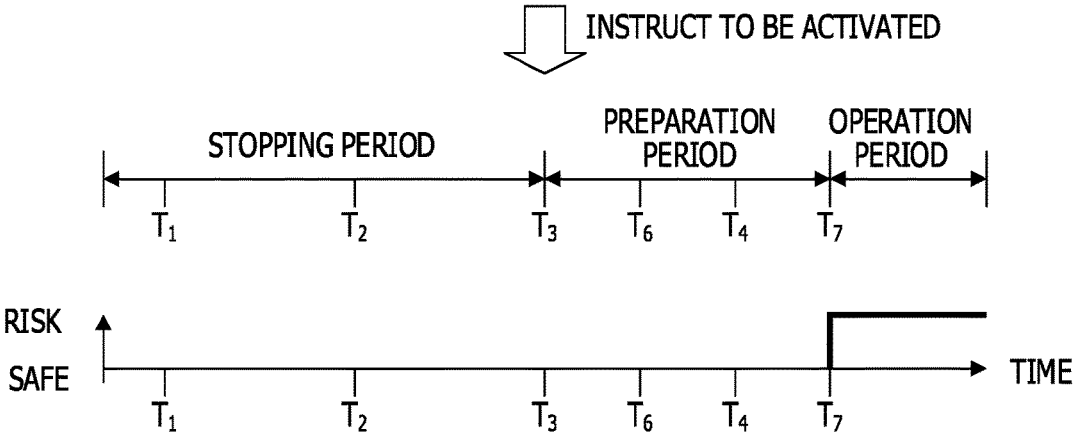 INSTRUCT TO BE ACTIVATED
STOPPING PERIOD
PREPARATION
PERIOD
OPERATION
PERIOD
T1 T2 T3 T6 T4 T7
RISK
SAFE
TIME
T1 T2 T3 T6 T4 T7